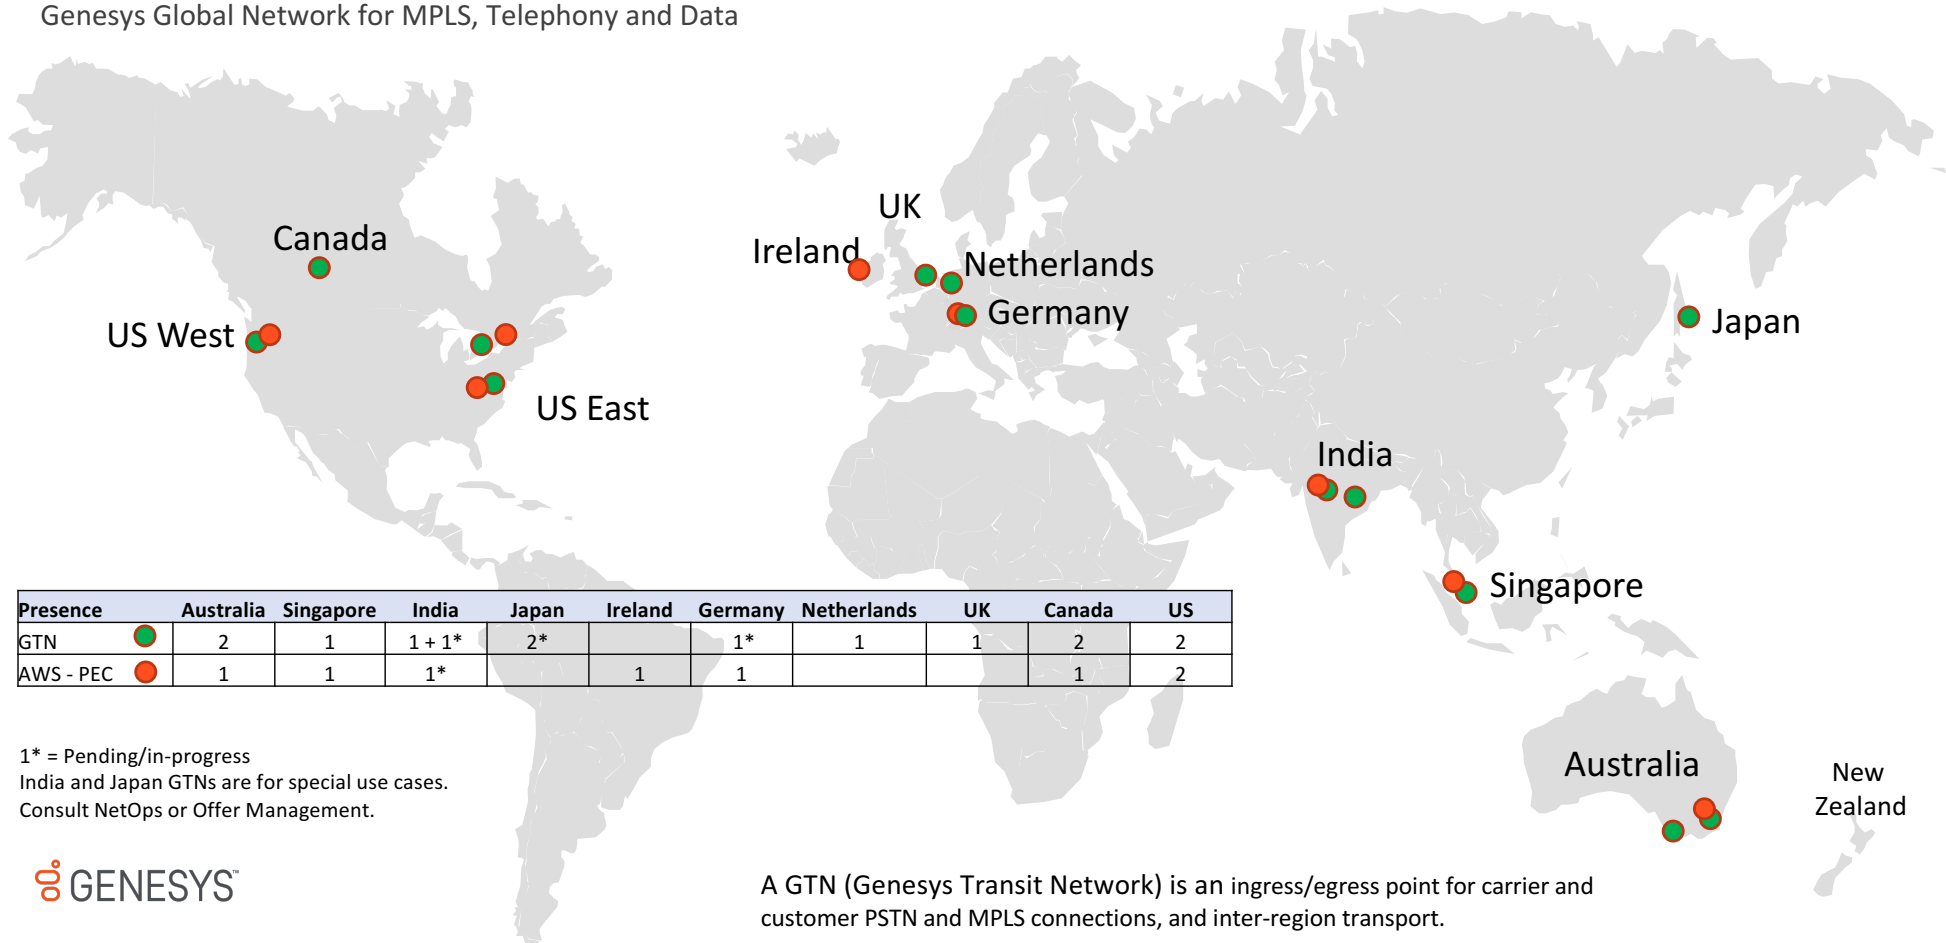 Genesys Global Network for MPLS, Telephony and Data
UK
Canada
Ireland
Netherlands
Germany
US West
Japan
US East
India
Singapore
Presence Australia Singapore India Japan Ireland Germany Netherlands UK Canada US
GTN 2 1 1 + 1* 2* 1* 1 1 2 2
AWS - PEC 1 1 1* 1 1 1 2
Australia
New
Zealand
1* = Pending/in-progress
India and Japan GTNs are for special use cases.
Consult NetOps or Offer Management.
GENESYS™
A GTN (Genesys Transit Network) is an ingress/egress point for carrier and
customer PSTN and MPLS connections, and inter-region transport.